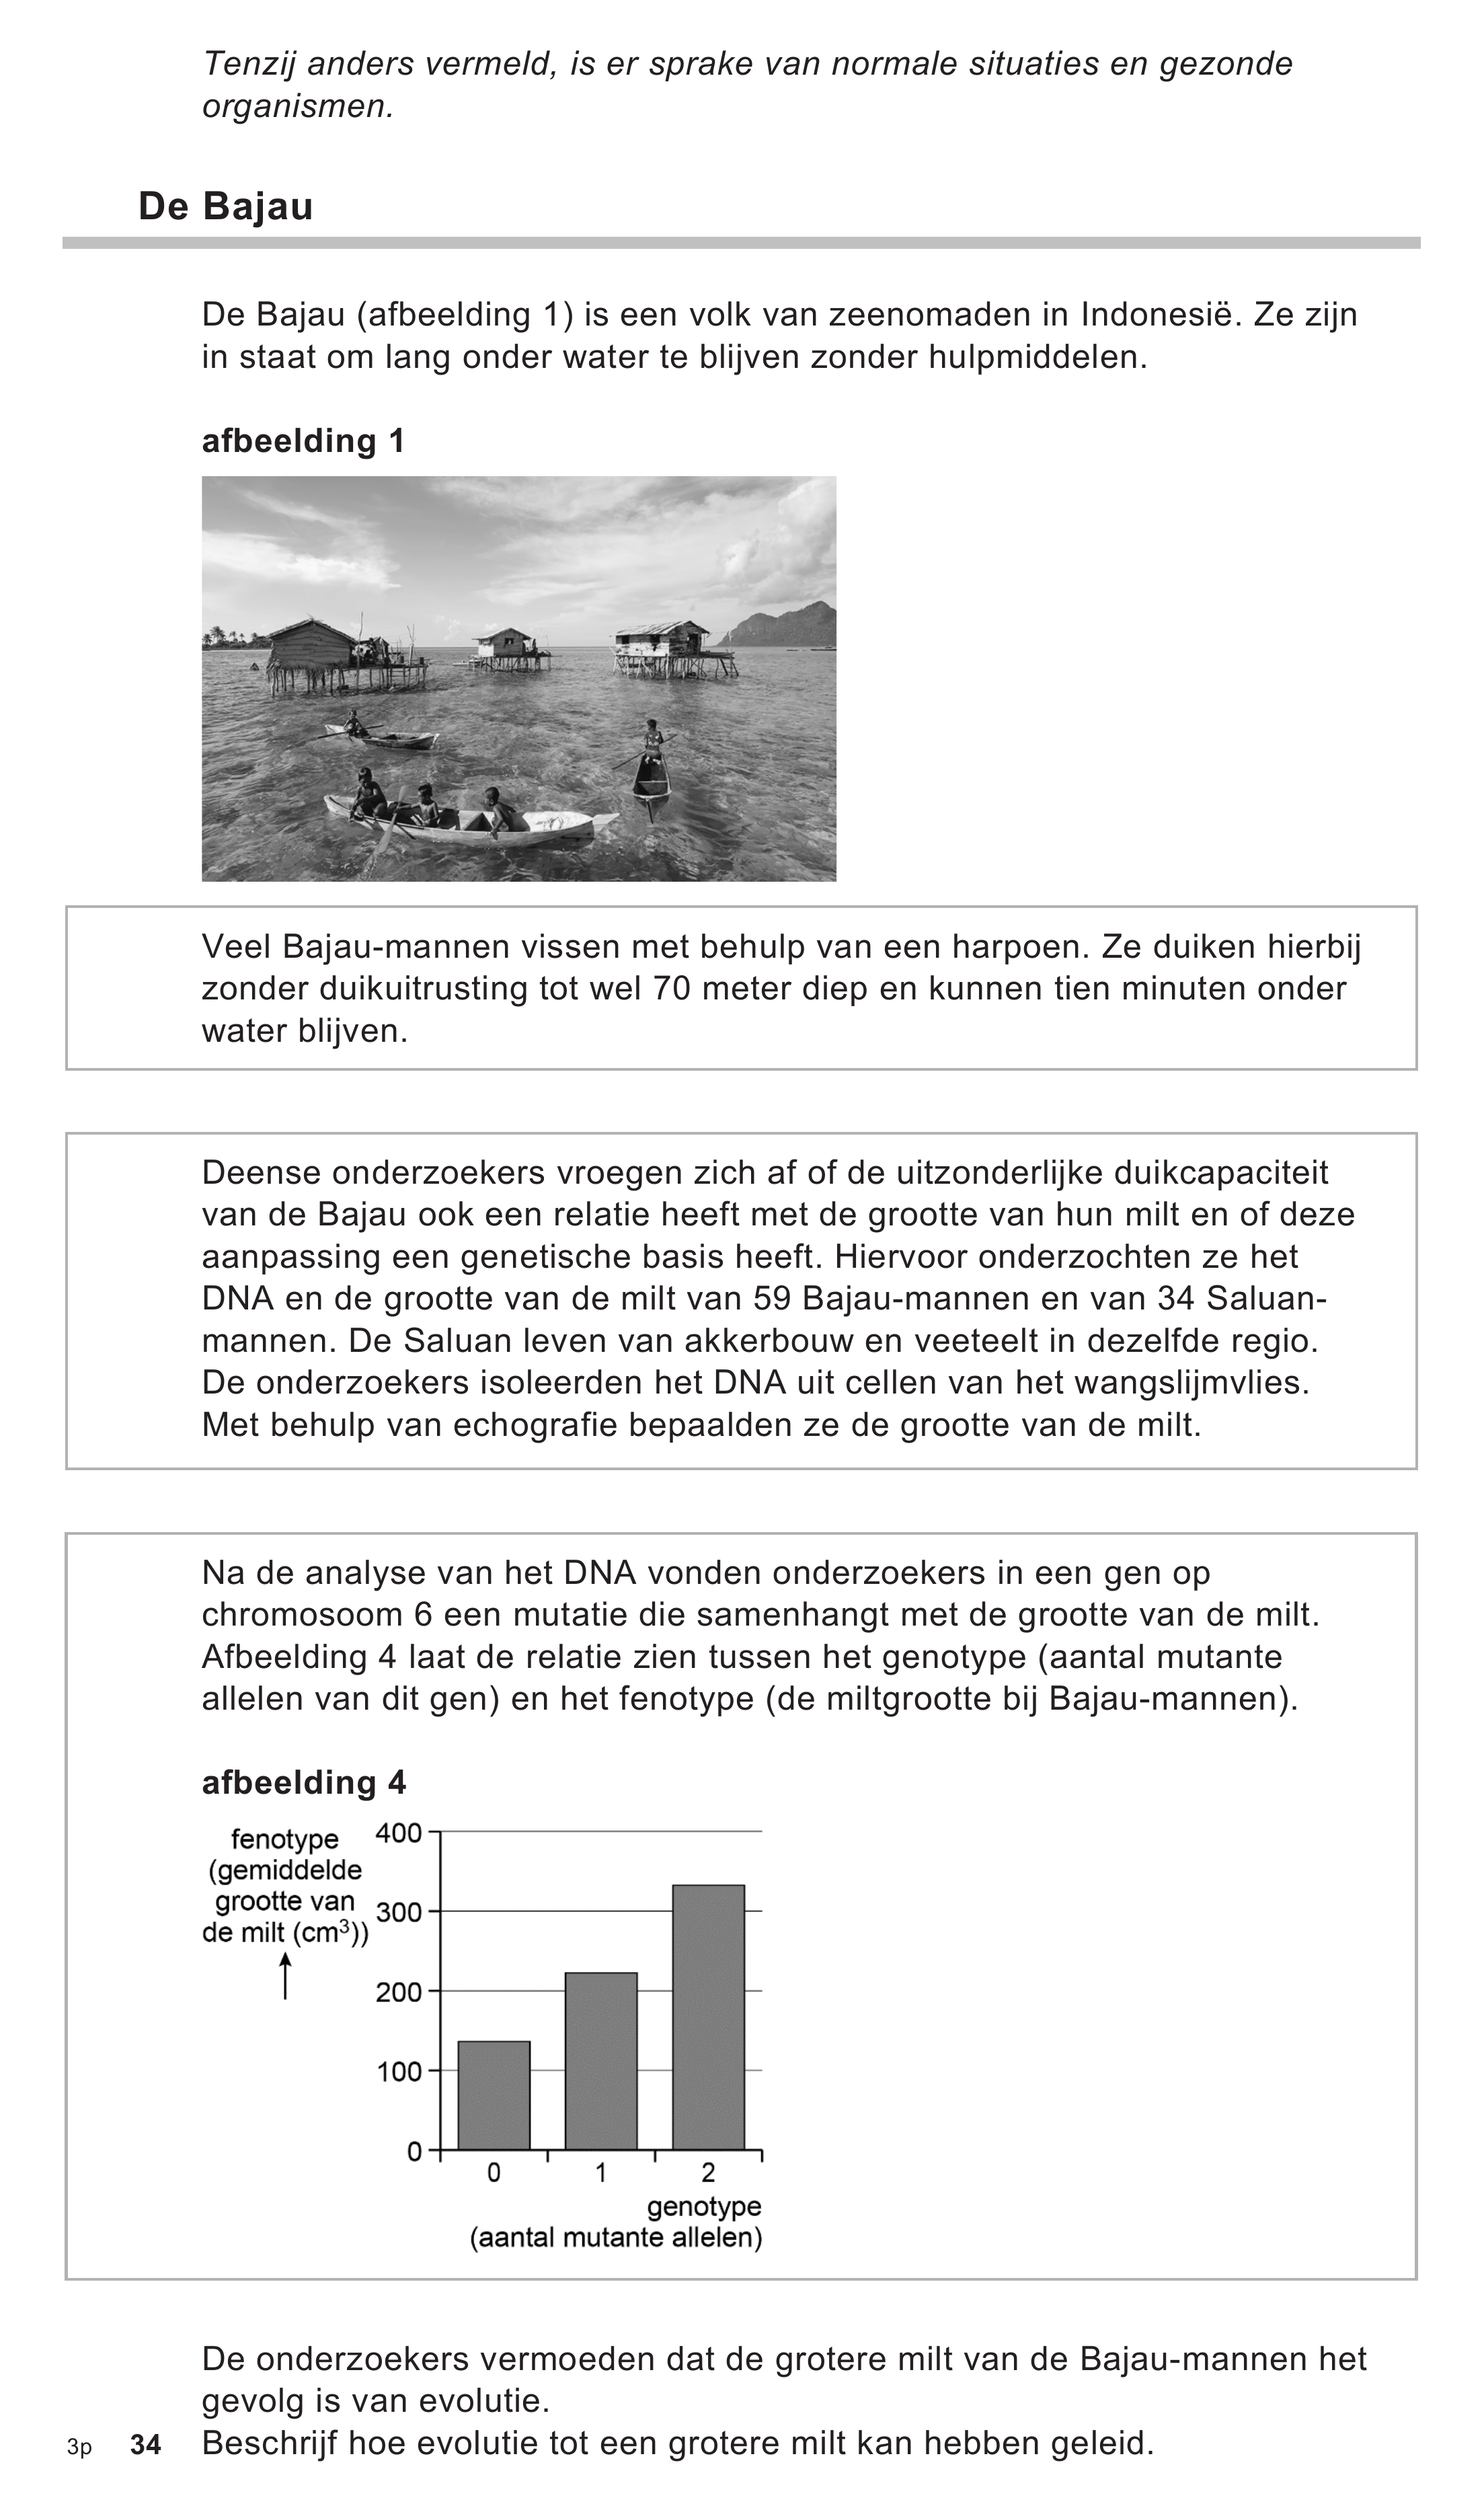 Tenzij anders vermeld, is er sprake van normale situaties en gezonde
organismen.
De Bajau
De Bajau (afbeelding 1) is een volk van zeenomaden in Indonesië. Ze zijn
in staat om lang onder water te blijven zonder hulpmiddelen.
afbeelding 1
Veel Bajau-mannen vissen met behulp van een harpoen. Ze duiken hierbij
zonder duikuitrusting tot wel 70 meter diep en kunnen tien minuten onder
water blijven.
Deense onderzoekers vroegen zich af of de uitzonderlijke duikcapaciteit
van de Bajau ook een relatie heeft met de grootte van hun milt en of deze
aanpassing een genetische basis heeft. Hiervoor onderzochten ze het
DNA en de grootte van de milt van 59 Bajau-mannen en van 34 Saluan-
mannen. De Saluan leven van akkerbouw en veeteelt in dezelfde regio.
De onderzoekers isoleerden het DNA uit cellen van het wangslijmvlies.
Met behulp van echografie bepaalden ze de grootte van de milt.
Na de analyse van het DNA vonden onderzoekers in een gen op
chromosoom 6 een mutatie die samenhangt met de grootte van de milt.
Afbeelding 4 laat de relatie zien tussen het genotype (aantal mutante
allelen van dit gen) en het fenotype (de miltgrootte bij Bajau-mannen).
afbeelding 4
fenotype
(gemiddelde
grootte van
de milt (cm³))
400
300
200
100
0
0 1 2
genotype
(aantal mutante allelen)
De onderzoekers vermoeden dat de grotere milt van de Bajau-mannen het
gevolg is van evolutie.
3p 34 Beschrijf hoe evolutie tot een grotere milt kan hebben geleid.